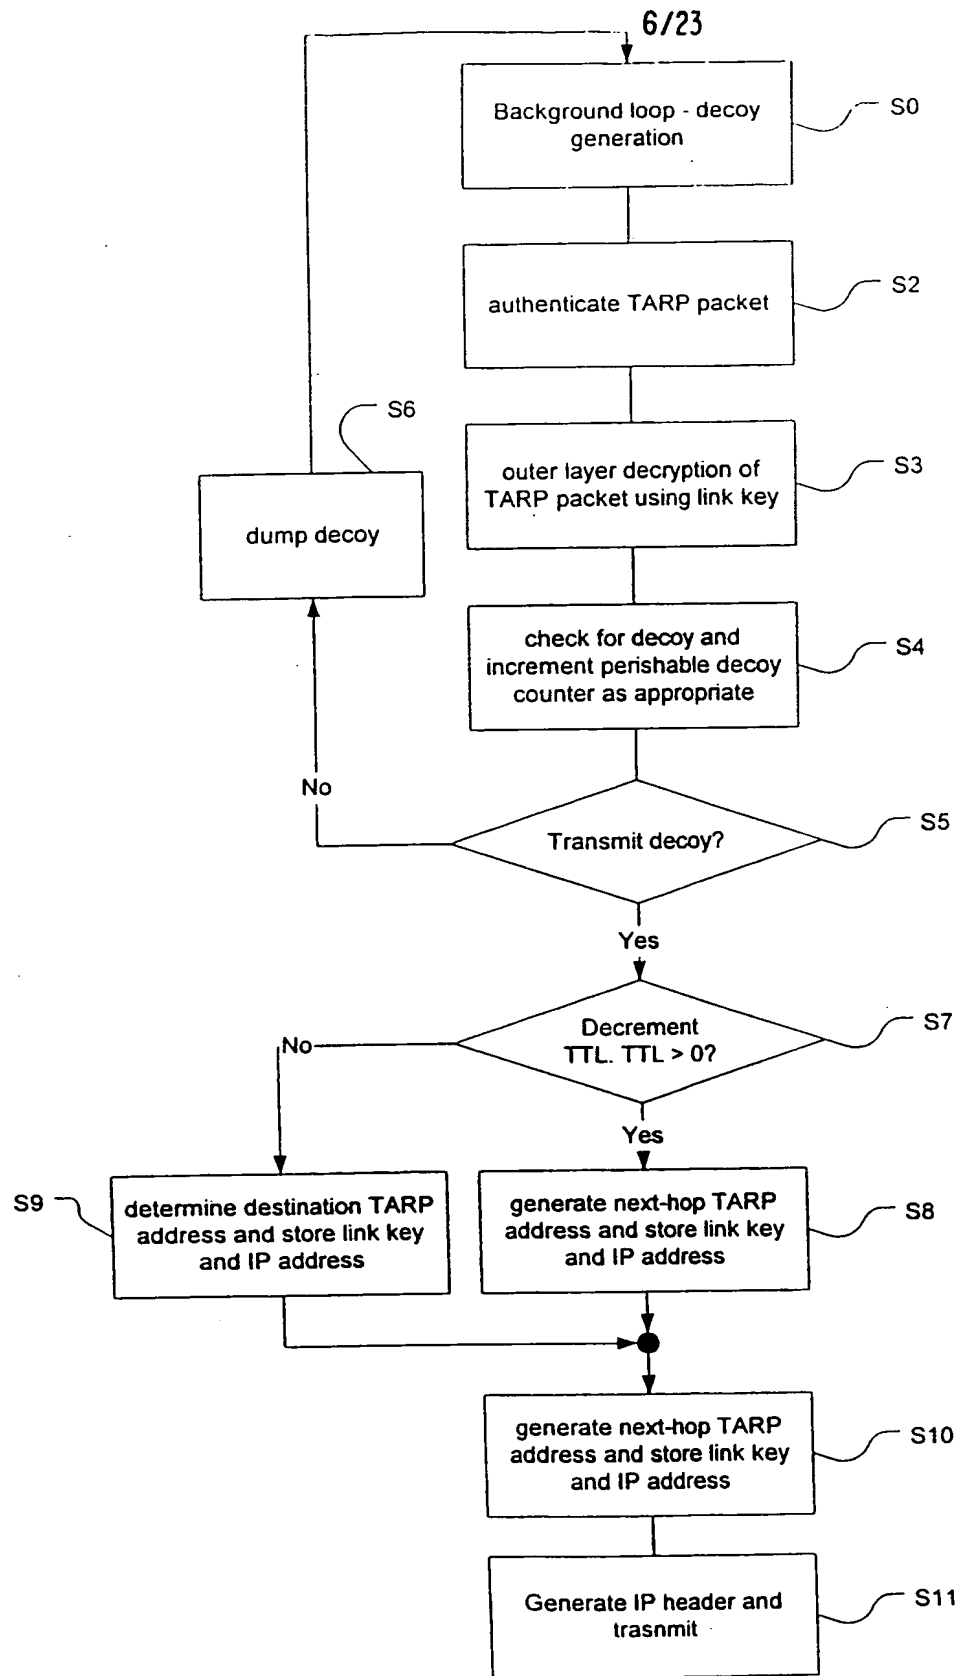 6/23
Background loop - decoy
generation
S0
authenticate TARP packet
S2
outer layer decryption of
TARP packet using link key
S3
S6
dump decoy
check for decoy and
increment perishable decoy
counter as appropriate
S4
No
Transmit decoy?
S5
Yes
Decrement
TTL. TTL > 0?
S7
No
Yes
S9
determine destination TARP
address and store link key
and IP address
generate next-hop TARP
address and store link key
and IP address
S8
generate next-hop TARP
address and store link key
and IP address
S10
Generate IP header and
trasnmit
S11